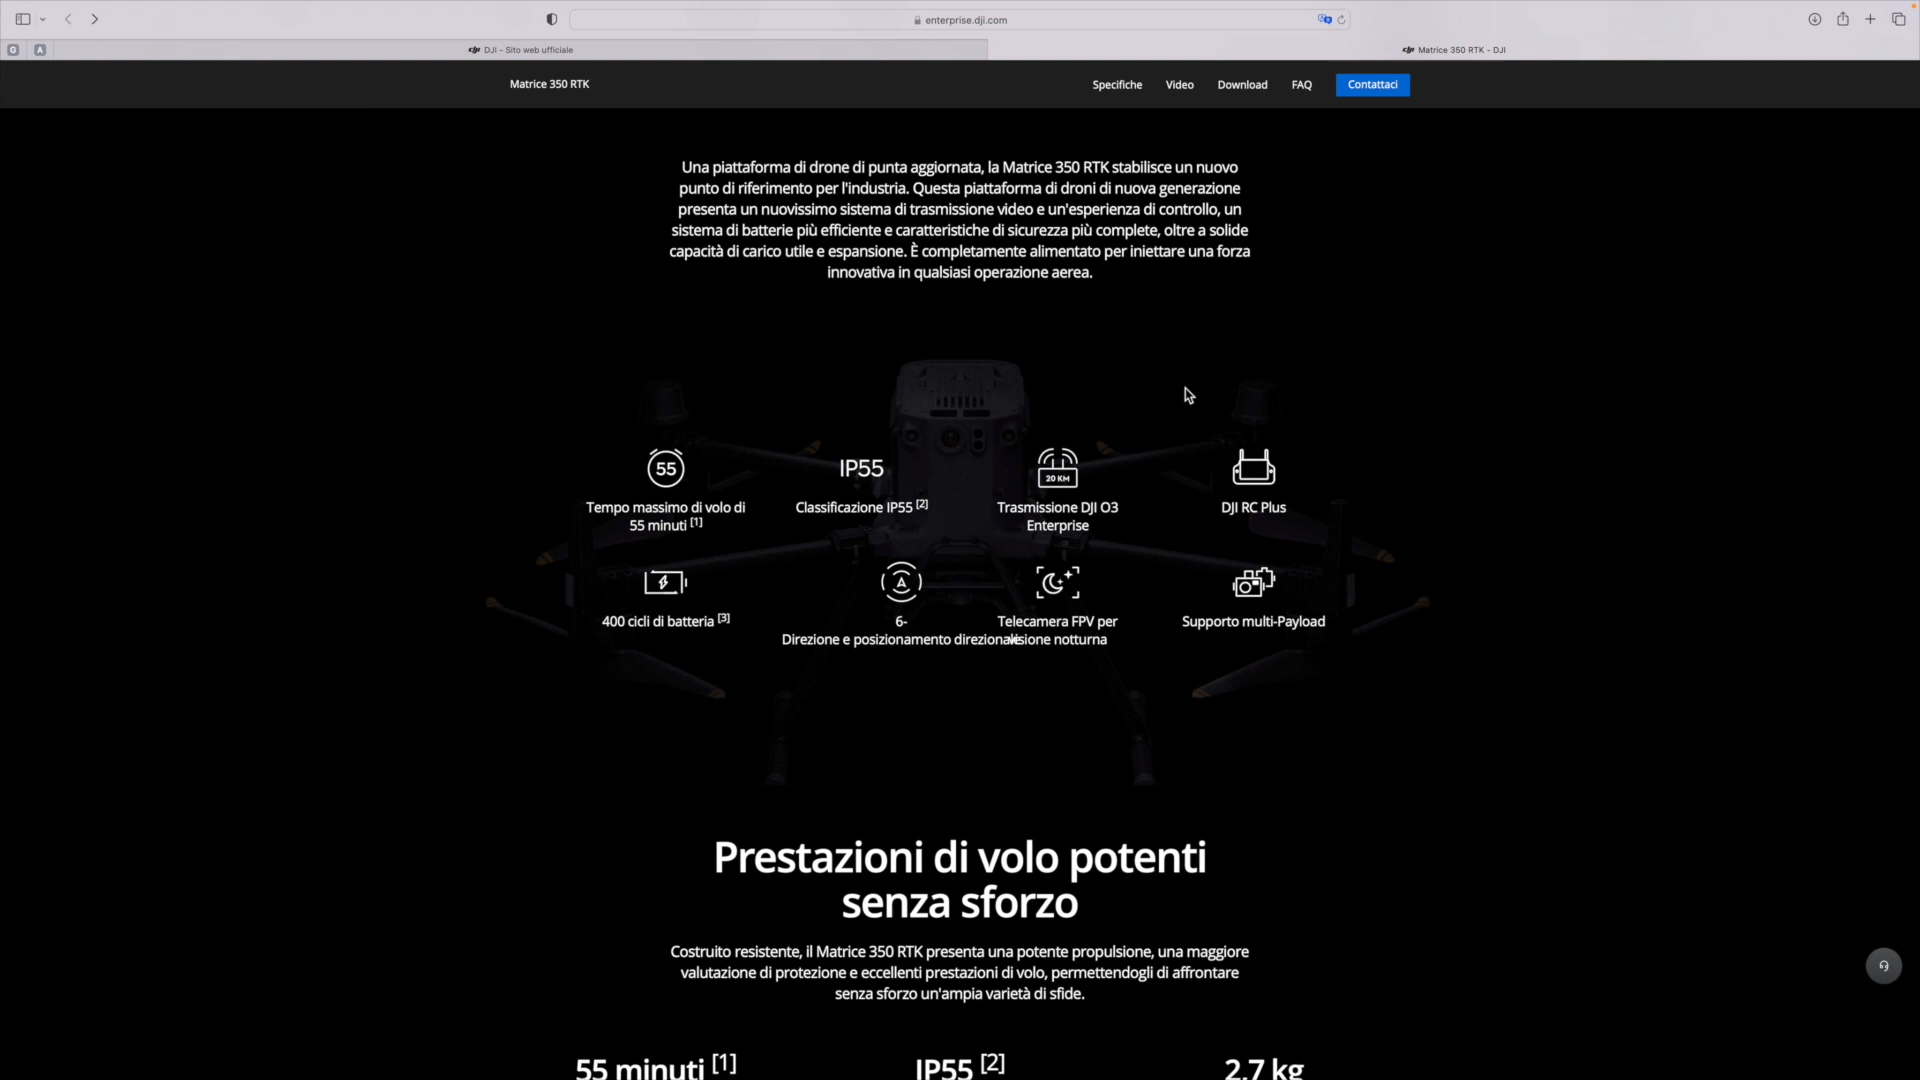 enterprise.dji.com
G
A
DJI - Sito web ufficiale
Matrice 350 RTK - DJI
Matrice 350 RTK
Specifiche
Video
Download
FAQ
Contattaci
Una piattaforma di drone di punta aggiornata, la Matrice 350 RTK stabilisce un nuovo
punto di riferimento per l'industria. Questa piattaforma di droni di nuova generazione
presenta un nuovissimo sistema di trasmissione video e un'esperienza di controllo, un
sistema di batterie più efficiente e caratteristiche di sicurezza più complete, oltre a solide
capacità di carico utile e espansione. È completamente alimentato per iniettare una forza
innovativa in qualsiasi operazione aerea.
55
Tempo massimo di volo di
55 minuti [1]
IP55
Classificazione IP55 [2]
20 KM
Trasmissione DJI O3
Enterprise
DJI RC Plus
400 cicli di batteria [3]
6-
Direzione e posizionamento direzionale
Telecamera FPV per
visione notturna
Supporto multi-Payload
Prestazioni di volo potenti
senza sforzo
Costruito resistente, il Matrice 350 RTK presenta una potente propulsione, una maggiore
valutazione di protezione e eccellenti prestazioni di volo, permettendogli di affrontare
senza sforzo un'ampia varietà di sfide.
55 minuti [1]
IP55 [2]
2,7 kg